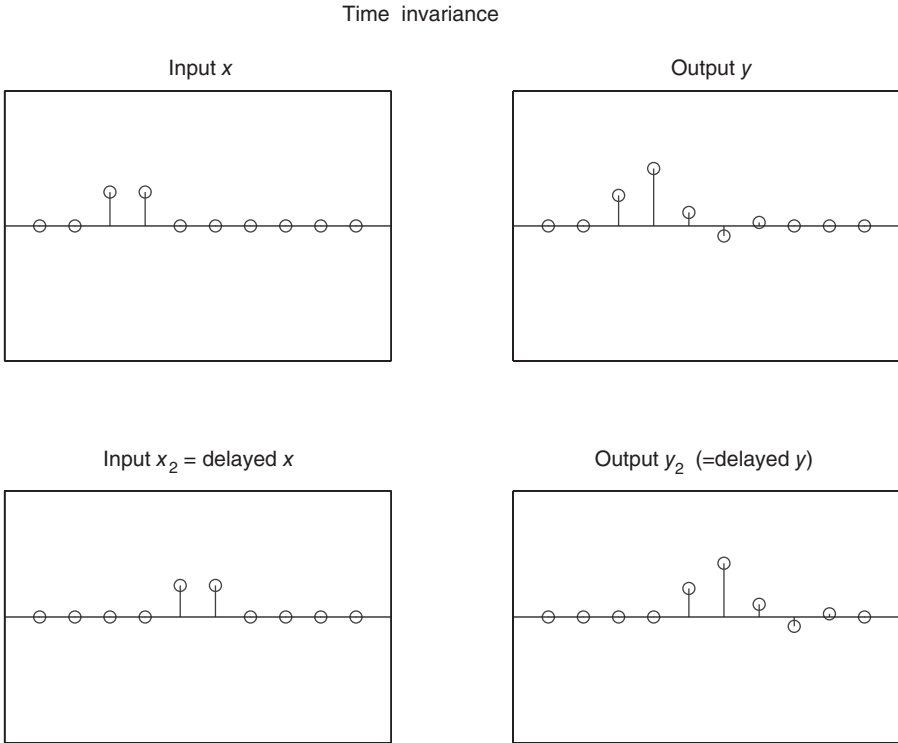 Time invariance
Input x
Output y
Input x₂ = delayed x
Output y₂ (=delayed y)